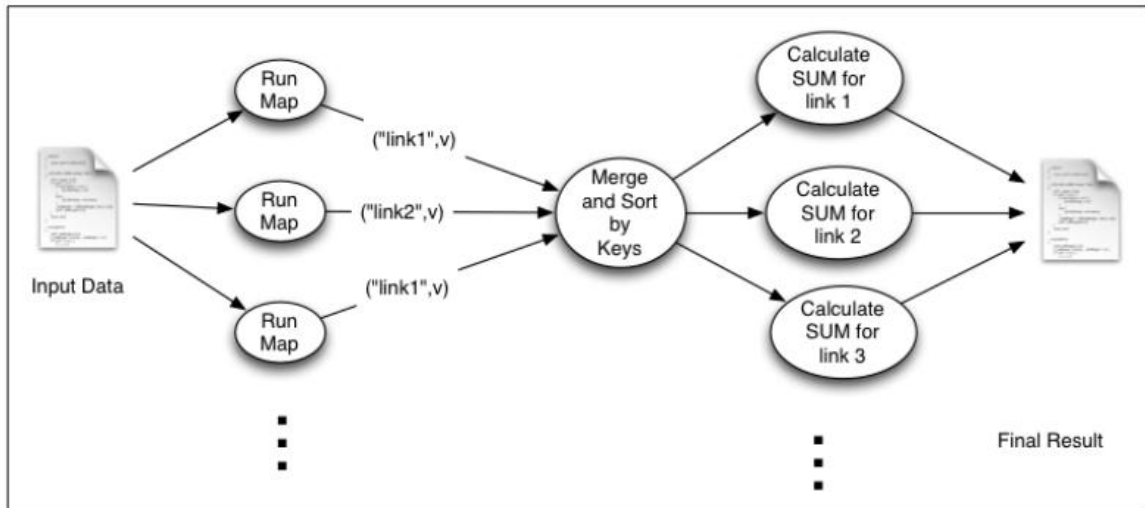 Input Data
Run
Map
Run
Map
Run
Map
("link1",v)
("link2",v)
("link1",v)
Merge
and Sort
by
Keys
Calculate
SUM for
link 1
Calculate
SUM for
link 2
Calculate
SUM for
link 3
Final Result